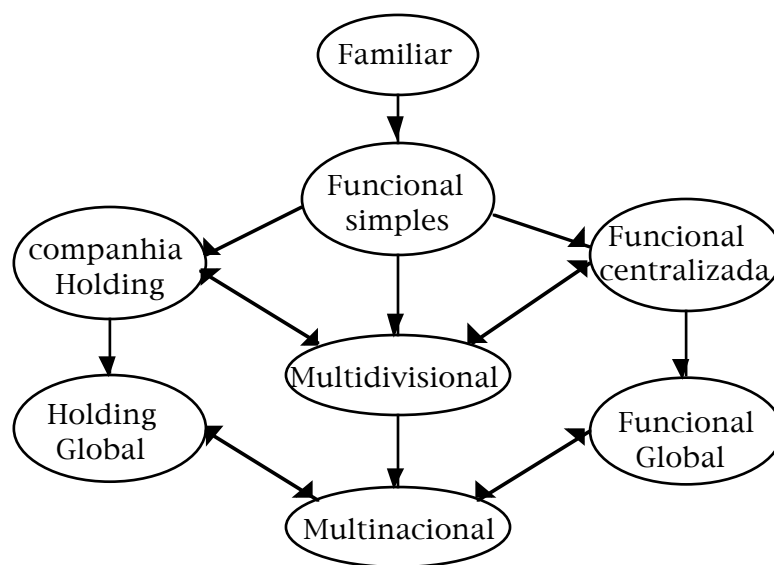 Familiar
Funcional
simples
companhia
Holding
Funcional
centralizada
Multidivisional
Holding
Global
Funcional
Global
Multinacional